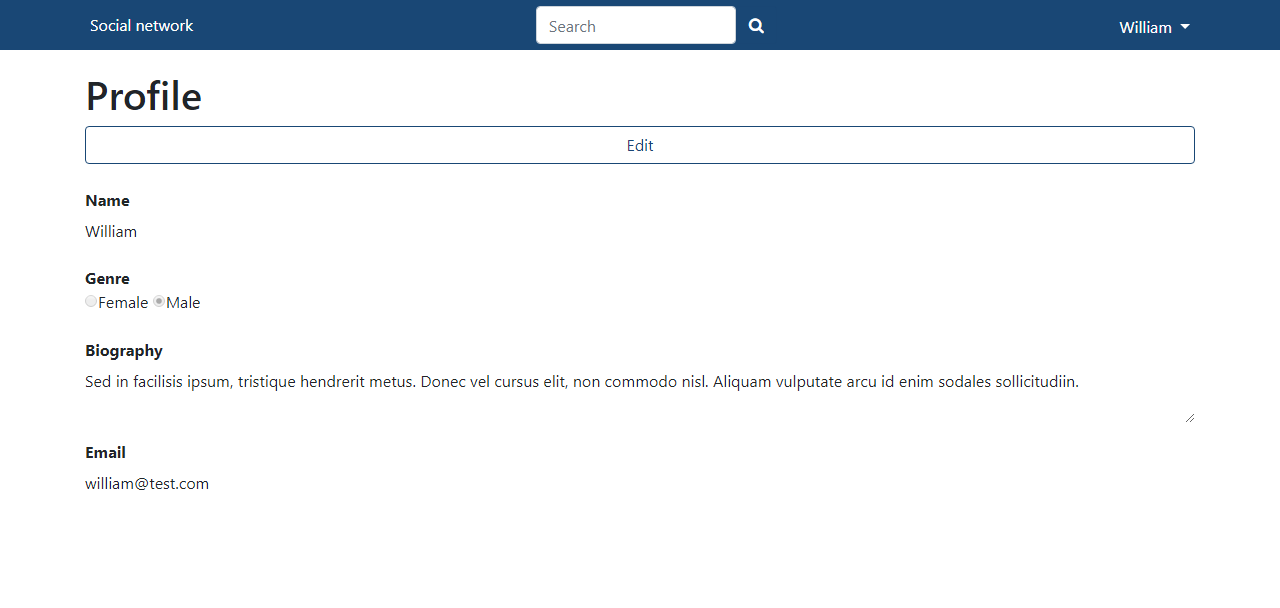 Social network
Search
William
Profile
Edit
Name
William
Genre
Female Male
Biography
Sed in facilisis ipsum, tristique hendrerit metus. Donec vel cursus elit, non commodo nisl. Aliquam vulputate arcu id enim sodales sollicitudiin.
Email
william@test.com